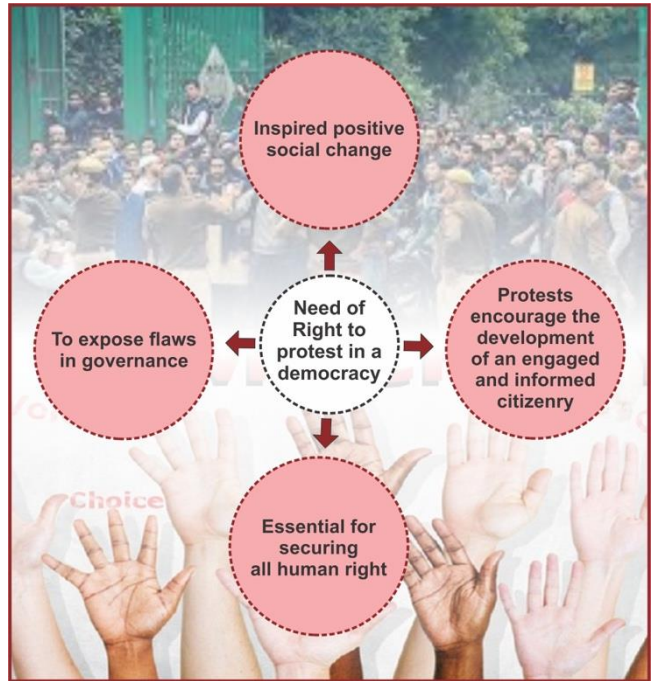 Inspired positive
social change
To expose flaws
in governance
Need of
Right to
protest in a
democracy
Protests
encourage the
development
of an engaged
and informed
citizenry
Choice
Essential for
securing
all human right